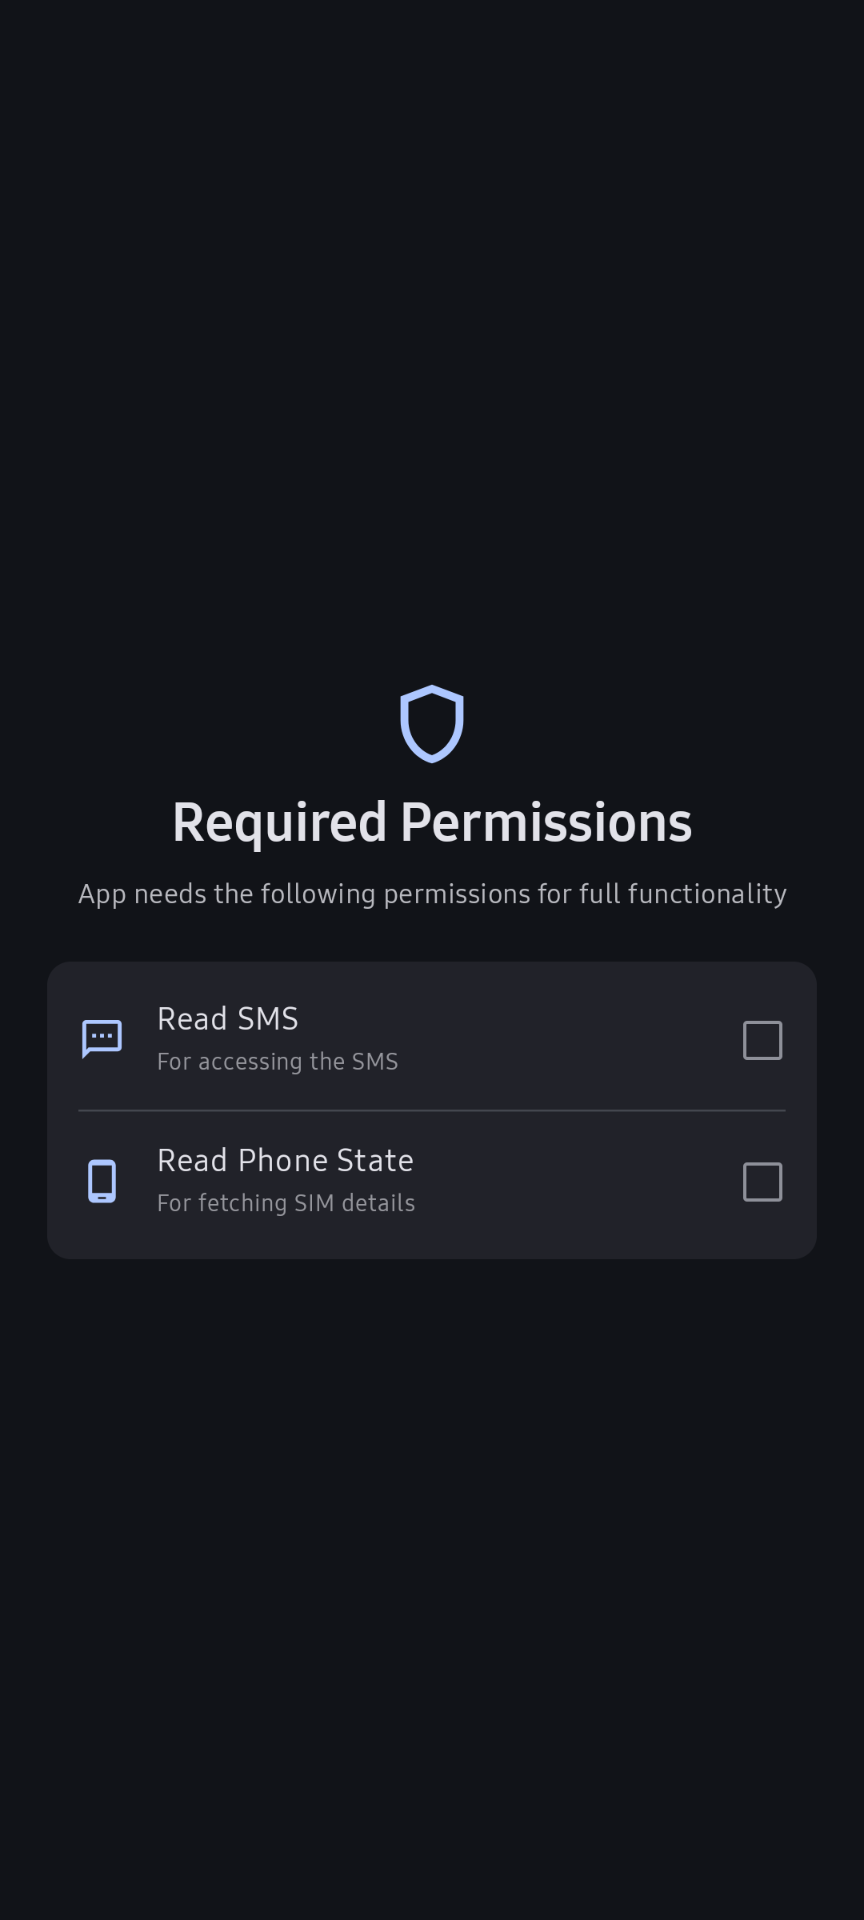 Required Permissions
App needs the following permissions for full functionality
Read SMS
For accessing the SMS
Read Phone State
For fetching SIM details